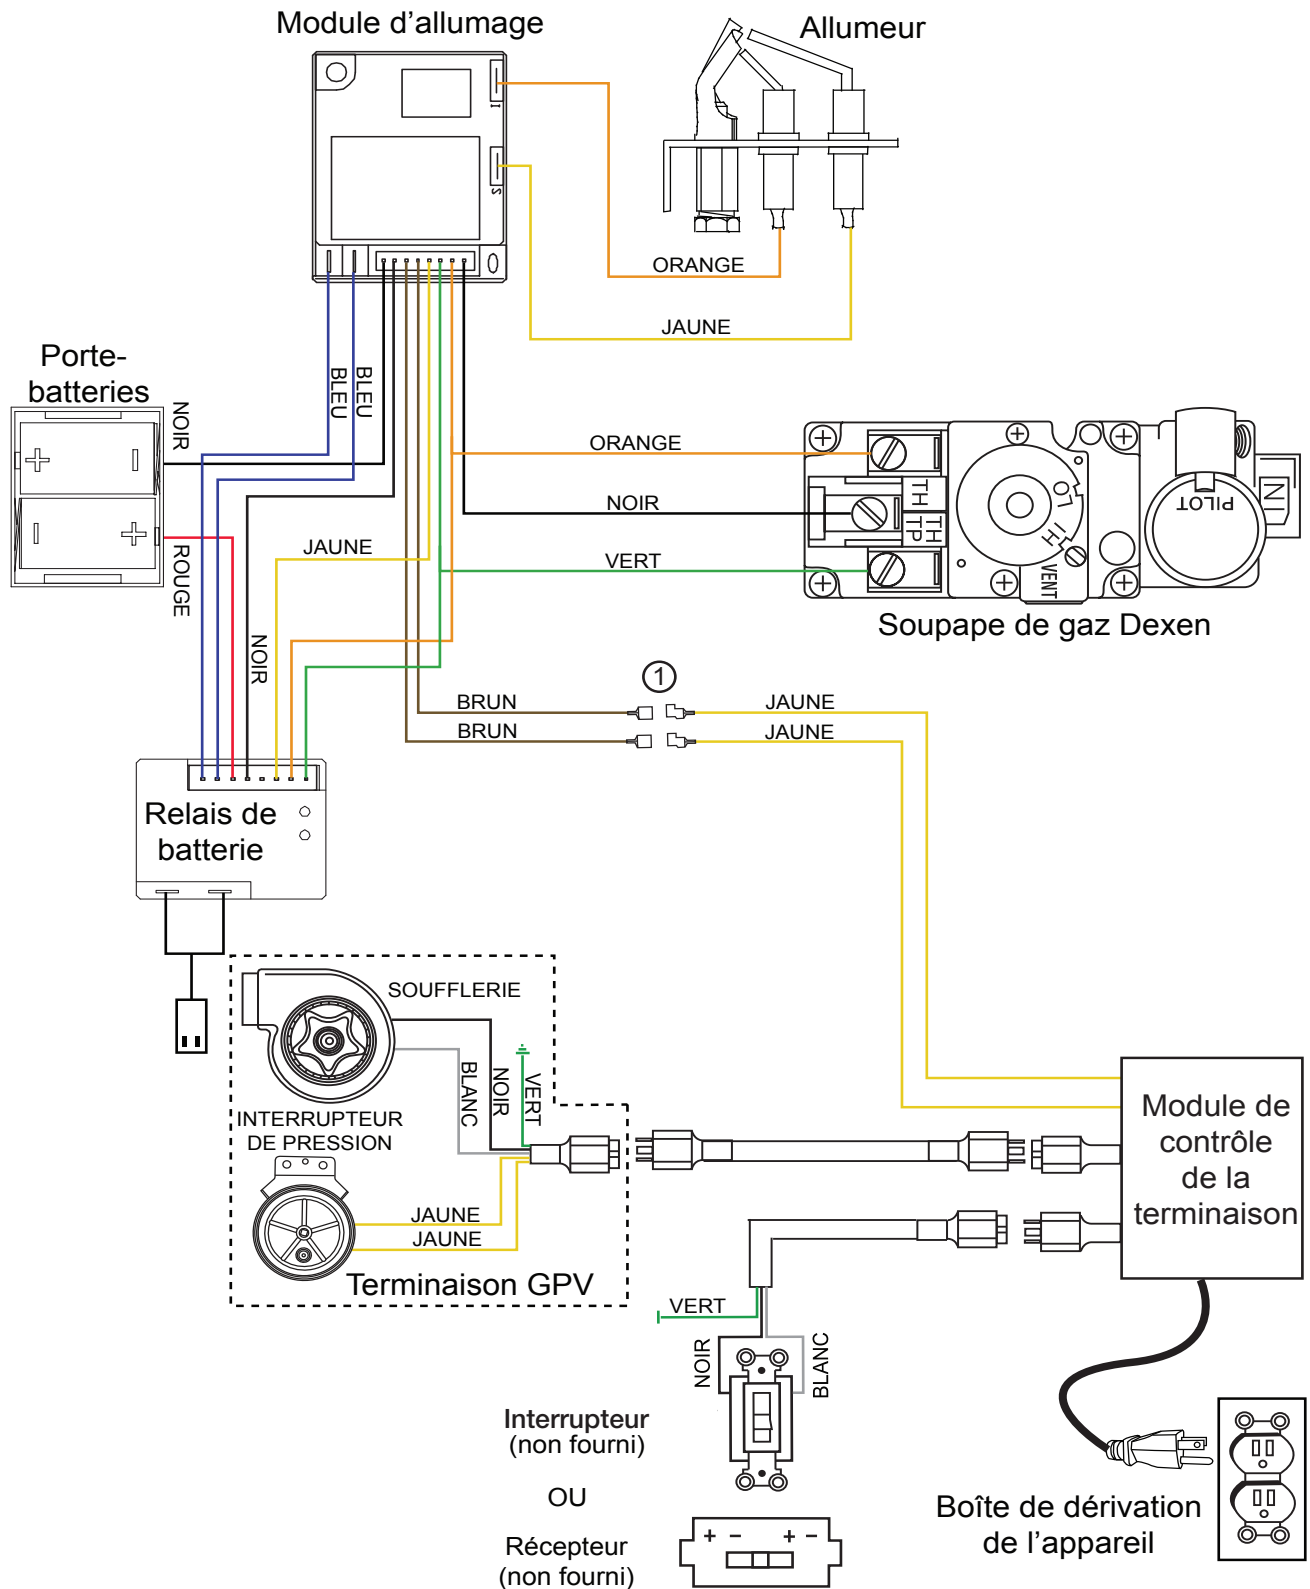 Module d’allumage
Allumeur
I
S
ORANGE
JAUNE
Porte-
batteries
NOIR
BLEU
BLEU
ROUGE
ORANGE
NOIR
VERT
JAUNE
NOIR
TH
TH
TP
LO
HI
VENT
PILOT
IN
Soupape de gaz Dexen
1
BRUN
JAUNE
BRUN
JAUNE
Relais de
batterie
SOUFFLERIE
BLANC
NOIR
VERT
INTERRUPTEUR
DE PRESSION
JAUNE
JAUNE
Terminaison GPV
Module de
contrôle
de la
terminaison
VERT
NOIR
BLANC
Interrupteur
(non fourni)
OU
Récepteur
(non fourni)
+ − + −
Boîte de dérivation
de l’appareil